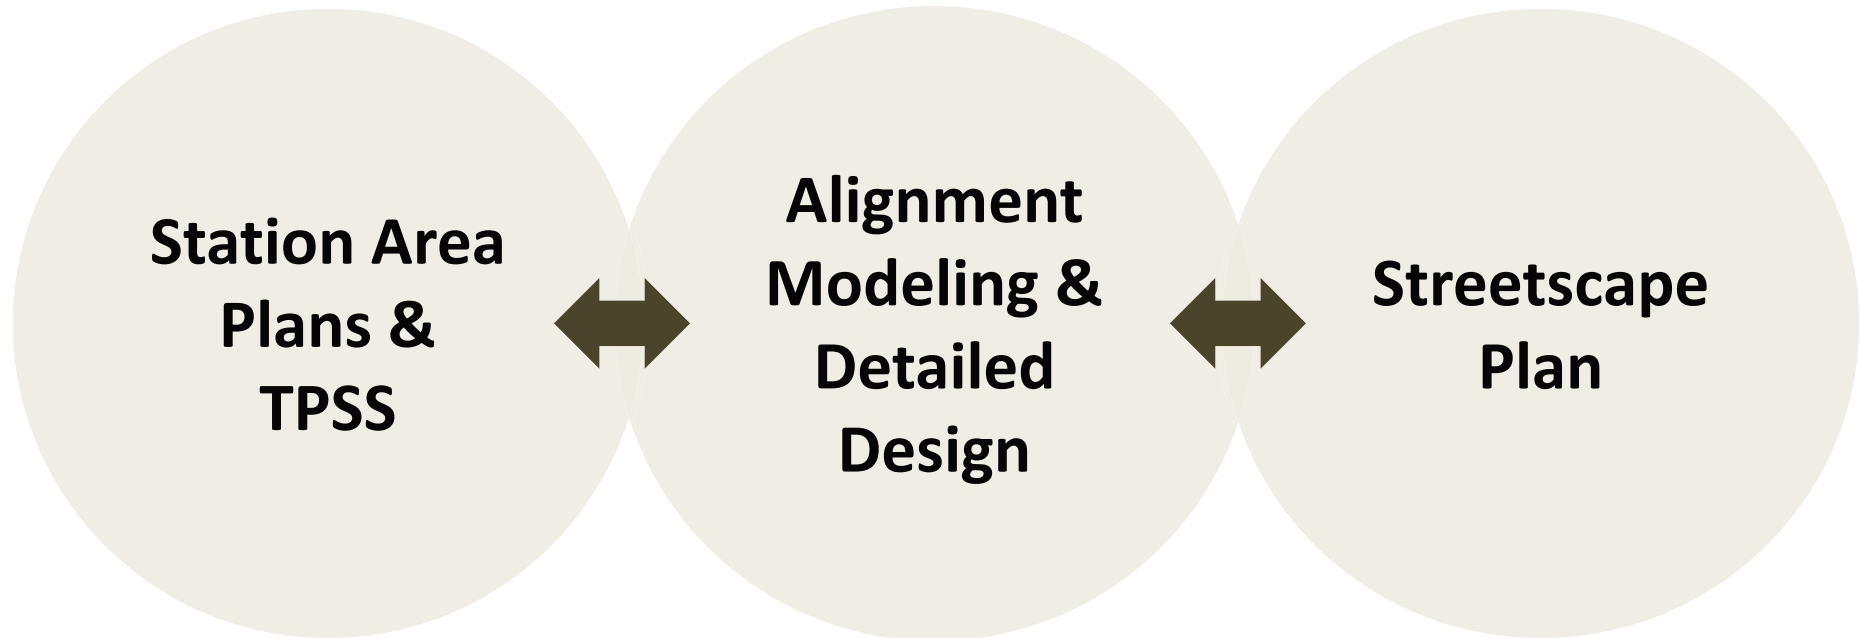 Station Area
Plans &
TPSS
Alignment
Modeling &
Detailed
Design
Streetscape
Plan